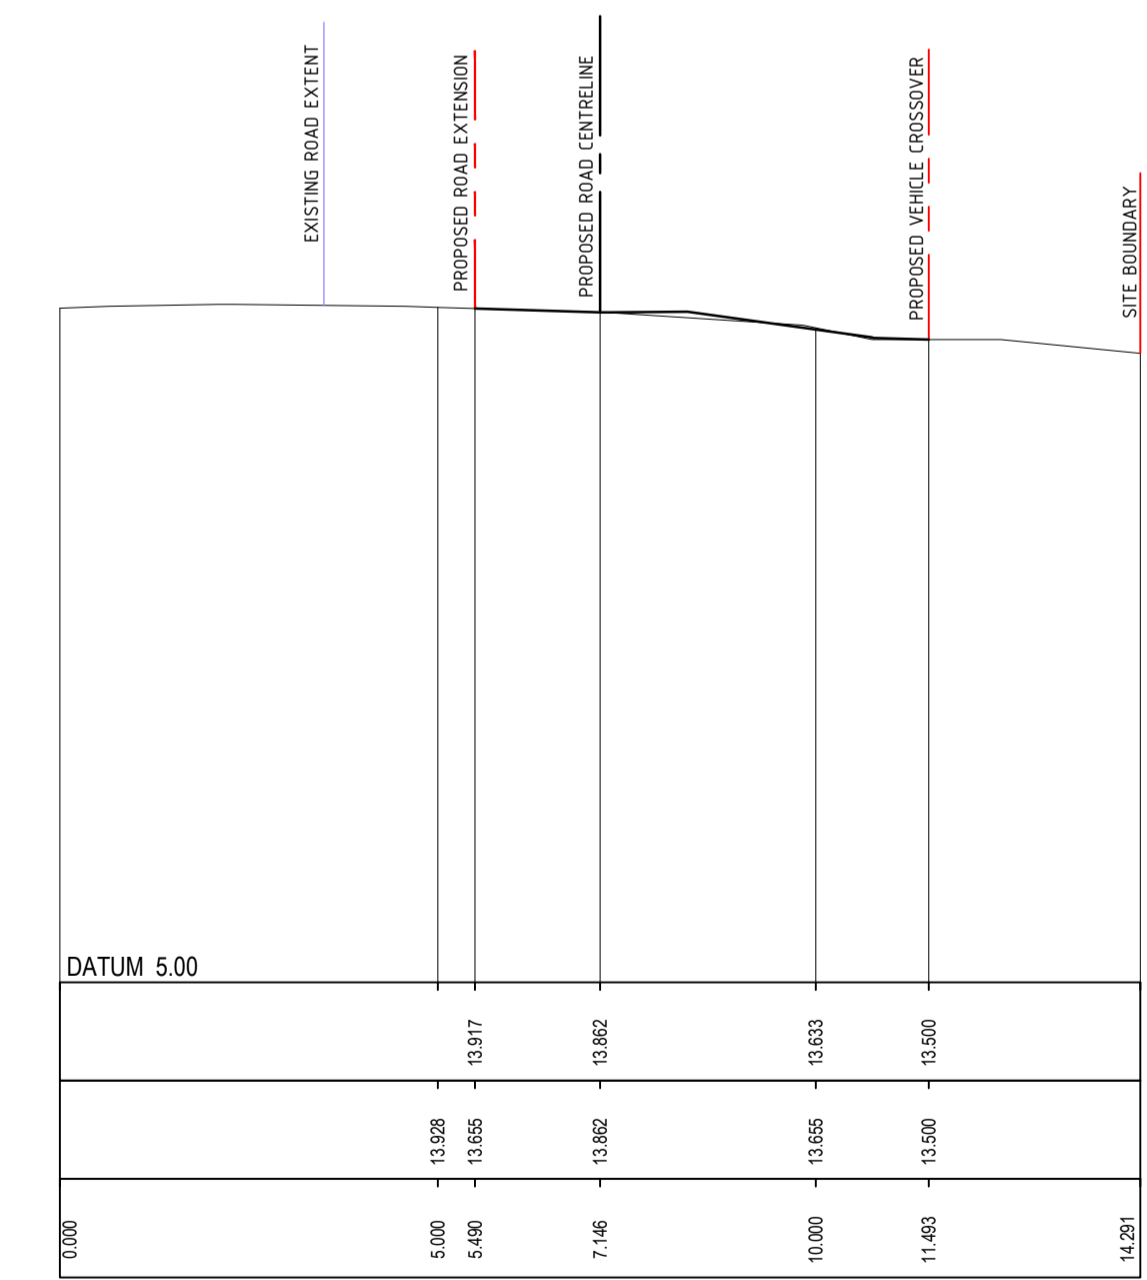 EXISTING ROAD EXTENT
PROPOSED ROAD EXTENSION
PROPOSED ROAD CENTRELINE
PROPOSED VEHICLE CROSSOVER
SITE BOUNDARY
DATUM 5.00
13.917 13.862 13.633 13.500
13.928 13.655 13.862 13.655 13.500
0.000 5.000 5.490 7.146 10.000 11.493 14.291